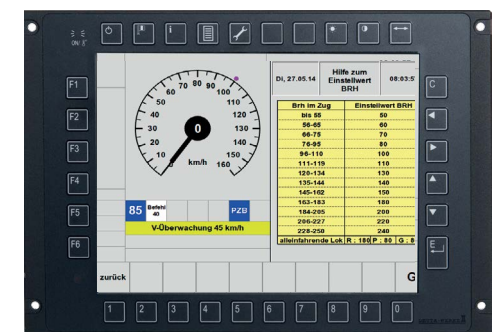 ON/
F1
F2
F3
F4
F5
F6
C
E
i
0 10 20 30 40 50 60 70 80 90 100 110 120 130 140 150 160
0
km/h
85
Befehl
40
PZB
V-Überwachung 45 km/h
Di, 27.05.14
Hilfe zum
Einstellwert
BRH
08:03:5
Brh im Zug Einstellwert BRH
bis 55 50
56-65 60
66-75 70
76-95 80
96-110 100
111-119 110
120-134 130
135-144 140
145-162 150
163-183 180
184-205 200
206-227 220
228-250 240
alleinfahrende Lok R : 180 P : 80 G : 8
zurück
G
1 2 3 4 5 6 7 8 9 0